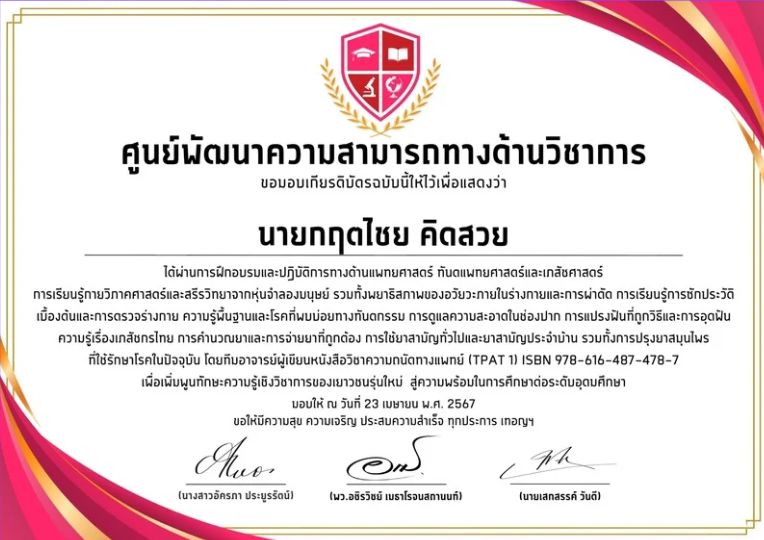 ศูนย์พัฒนาความสามารถทางด้านวิชาการ
ขอมอบเกียรติบัตรฉบับนี้ให้ไว้เพื่อแสดงว่า
นายกฤตไชย คิดสวย
ได้ผ่านการฝึกอบรมและปฏิบัติการทางด้านแพทยศาสตร์ ทันตแพทยศาสตร์และเภสัชศาสตร์
การเรียนรู้กายวิภาคศาสตร์และสรีรวิทยาจากหุ่นจำลองมนุษย์ รวมทั้งพยาธิสภาพของอวัยวะภายในร่างกายและการผ่าตัด การเรียนรู้การซักประวัติ
เบื้องต้นและการตรวจร่างกาย ความรู้พื้นฐานและโรคที่พบบ่อยทางทันตกรรม การดูแลความสะอาดในช่องปาก การแปรงฟันที่ถูกวิธีและการอุดฟัน
ความรู้เรื่องเภสัชกรไทย การคำนวณยาและการจ่ายยาที่ถูกต้อง การใช้ยาสามัญทั่วไปและยาสามัญประจำบ้าน รวมทั้งการปรุงยาสมุนไพร
ที่ใช้รักษาโรคในปัจจุบัน โดยทีมอาจารย์ผู้เขียนหนังสือวิชาความถนัดทางแพทย์ (TPAT 1) ISBN 978-616-487-478-7
เพื่อเพิ่มพูนทักษะความรู้เชิงวิชาการของเยาวชนรุ่นใหม่ สู่ความพร้อมในการศึกษาต่อระดับอุดมศึกษา
มอบให้ ณ วันที่ 23 เมษายน พ.ศ. 2567
ขอให้มีความสุข ความเจริญ ประสบความสำเร็จ ทุกประการ เทอญฯ
(นางสาวอัครภา ประยูรรัตน์) (พว.อชิรวิชย์ เมธาโรจนสถานนท์) (นายเสกสรรค์ วันดี)